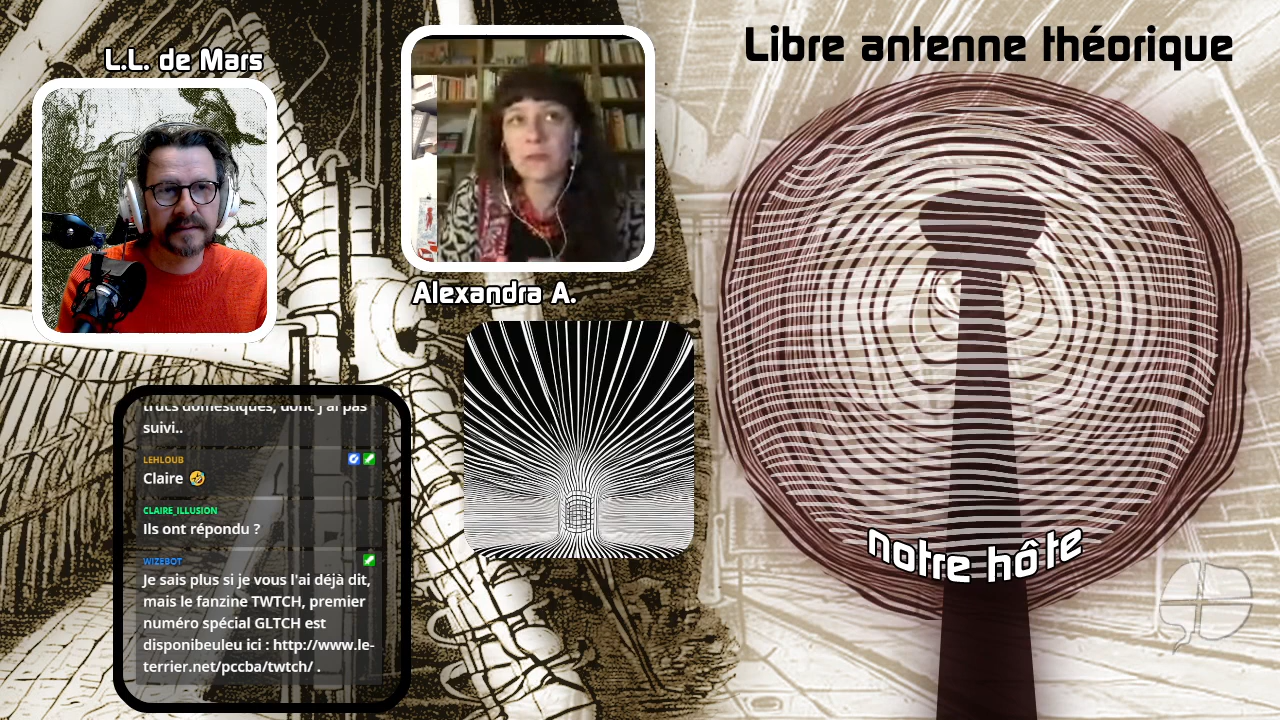 L.L. de Mars
Libre antenne théorique
Alexandra A.
trucs domestiques, donc j'ai pas
suivi..
LEHLOUB
Claire 🤣
CLAIRE_ILLUSION
Ils ont répondu ?
WIZEBOT
Je sais plus si je vous l'ai déjà dit,
mais le fanzine TWTCH, premier
numéro spécial GLTCH est
disponibeuleu ici : http://www.le-
terrier.net/pccba/twtch/ .
notre hôte